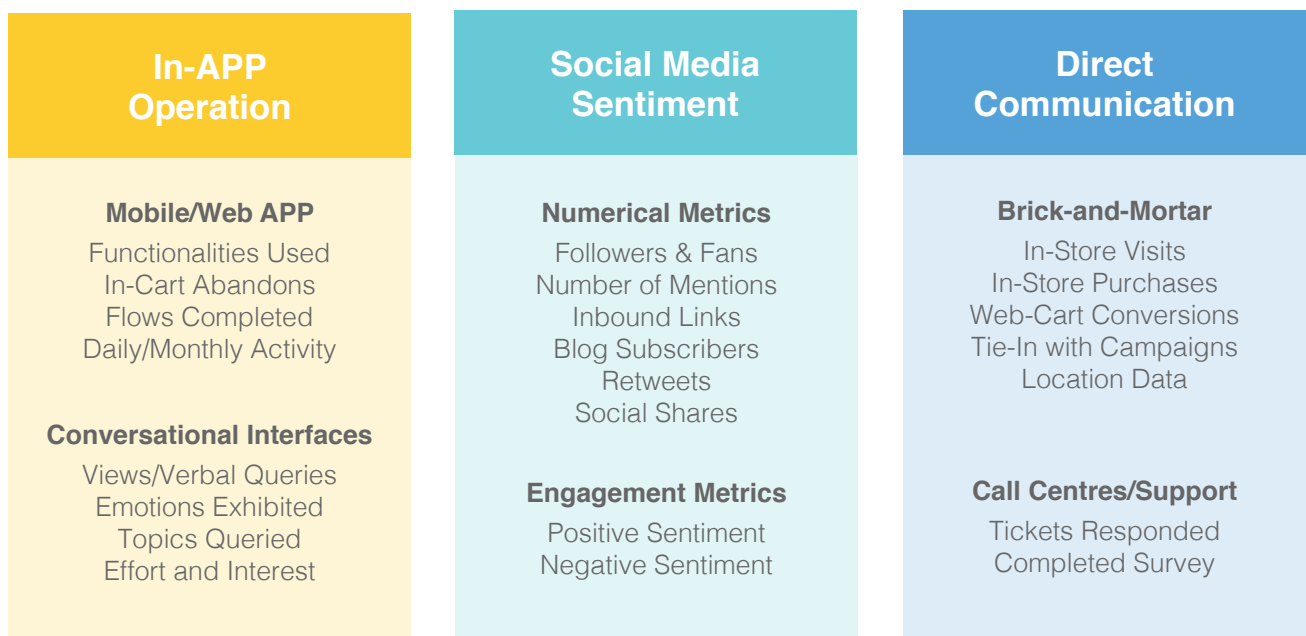 In-APP
Operation
Mobile/Web APP
Functionalities Used
In-Cart Abandons
Flows Completed
Daily/Monthly Activity
Conversational Interfaces
Views/Verbal Queries
Emotions Exhibited
Topics Queried
Effort and Interest
Social Media
Sentiment
Numerical Metrics
Followers & Fans
Number of Mentions
Inbound Links
Blog Subscribers
Retweets
Social Shares
Engagement Metrics
Positive Sentiment
Negative Sentiment
Direct
Communication
Brick-and-Mortar
In-Store Visits
In-Store Purchases
Web-Cart Conversions
Tie-In with Campaigns
Location Data
Call Centres/Support
Tickets Responded
Completed Survey